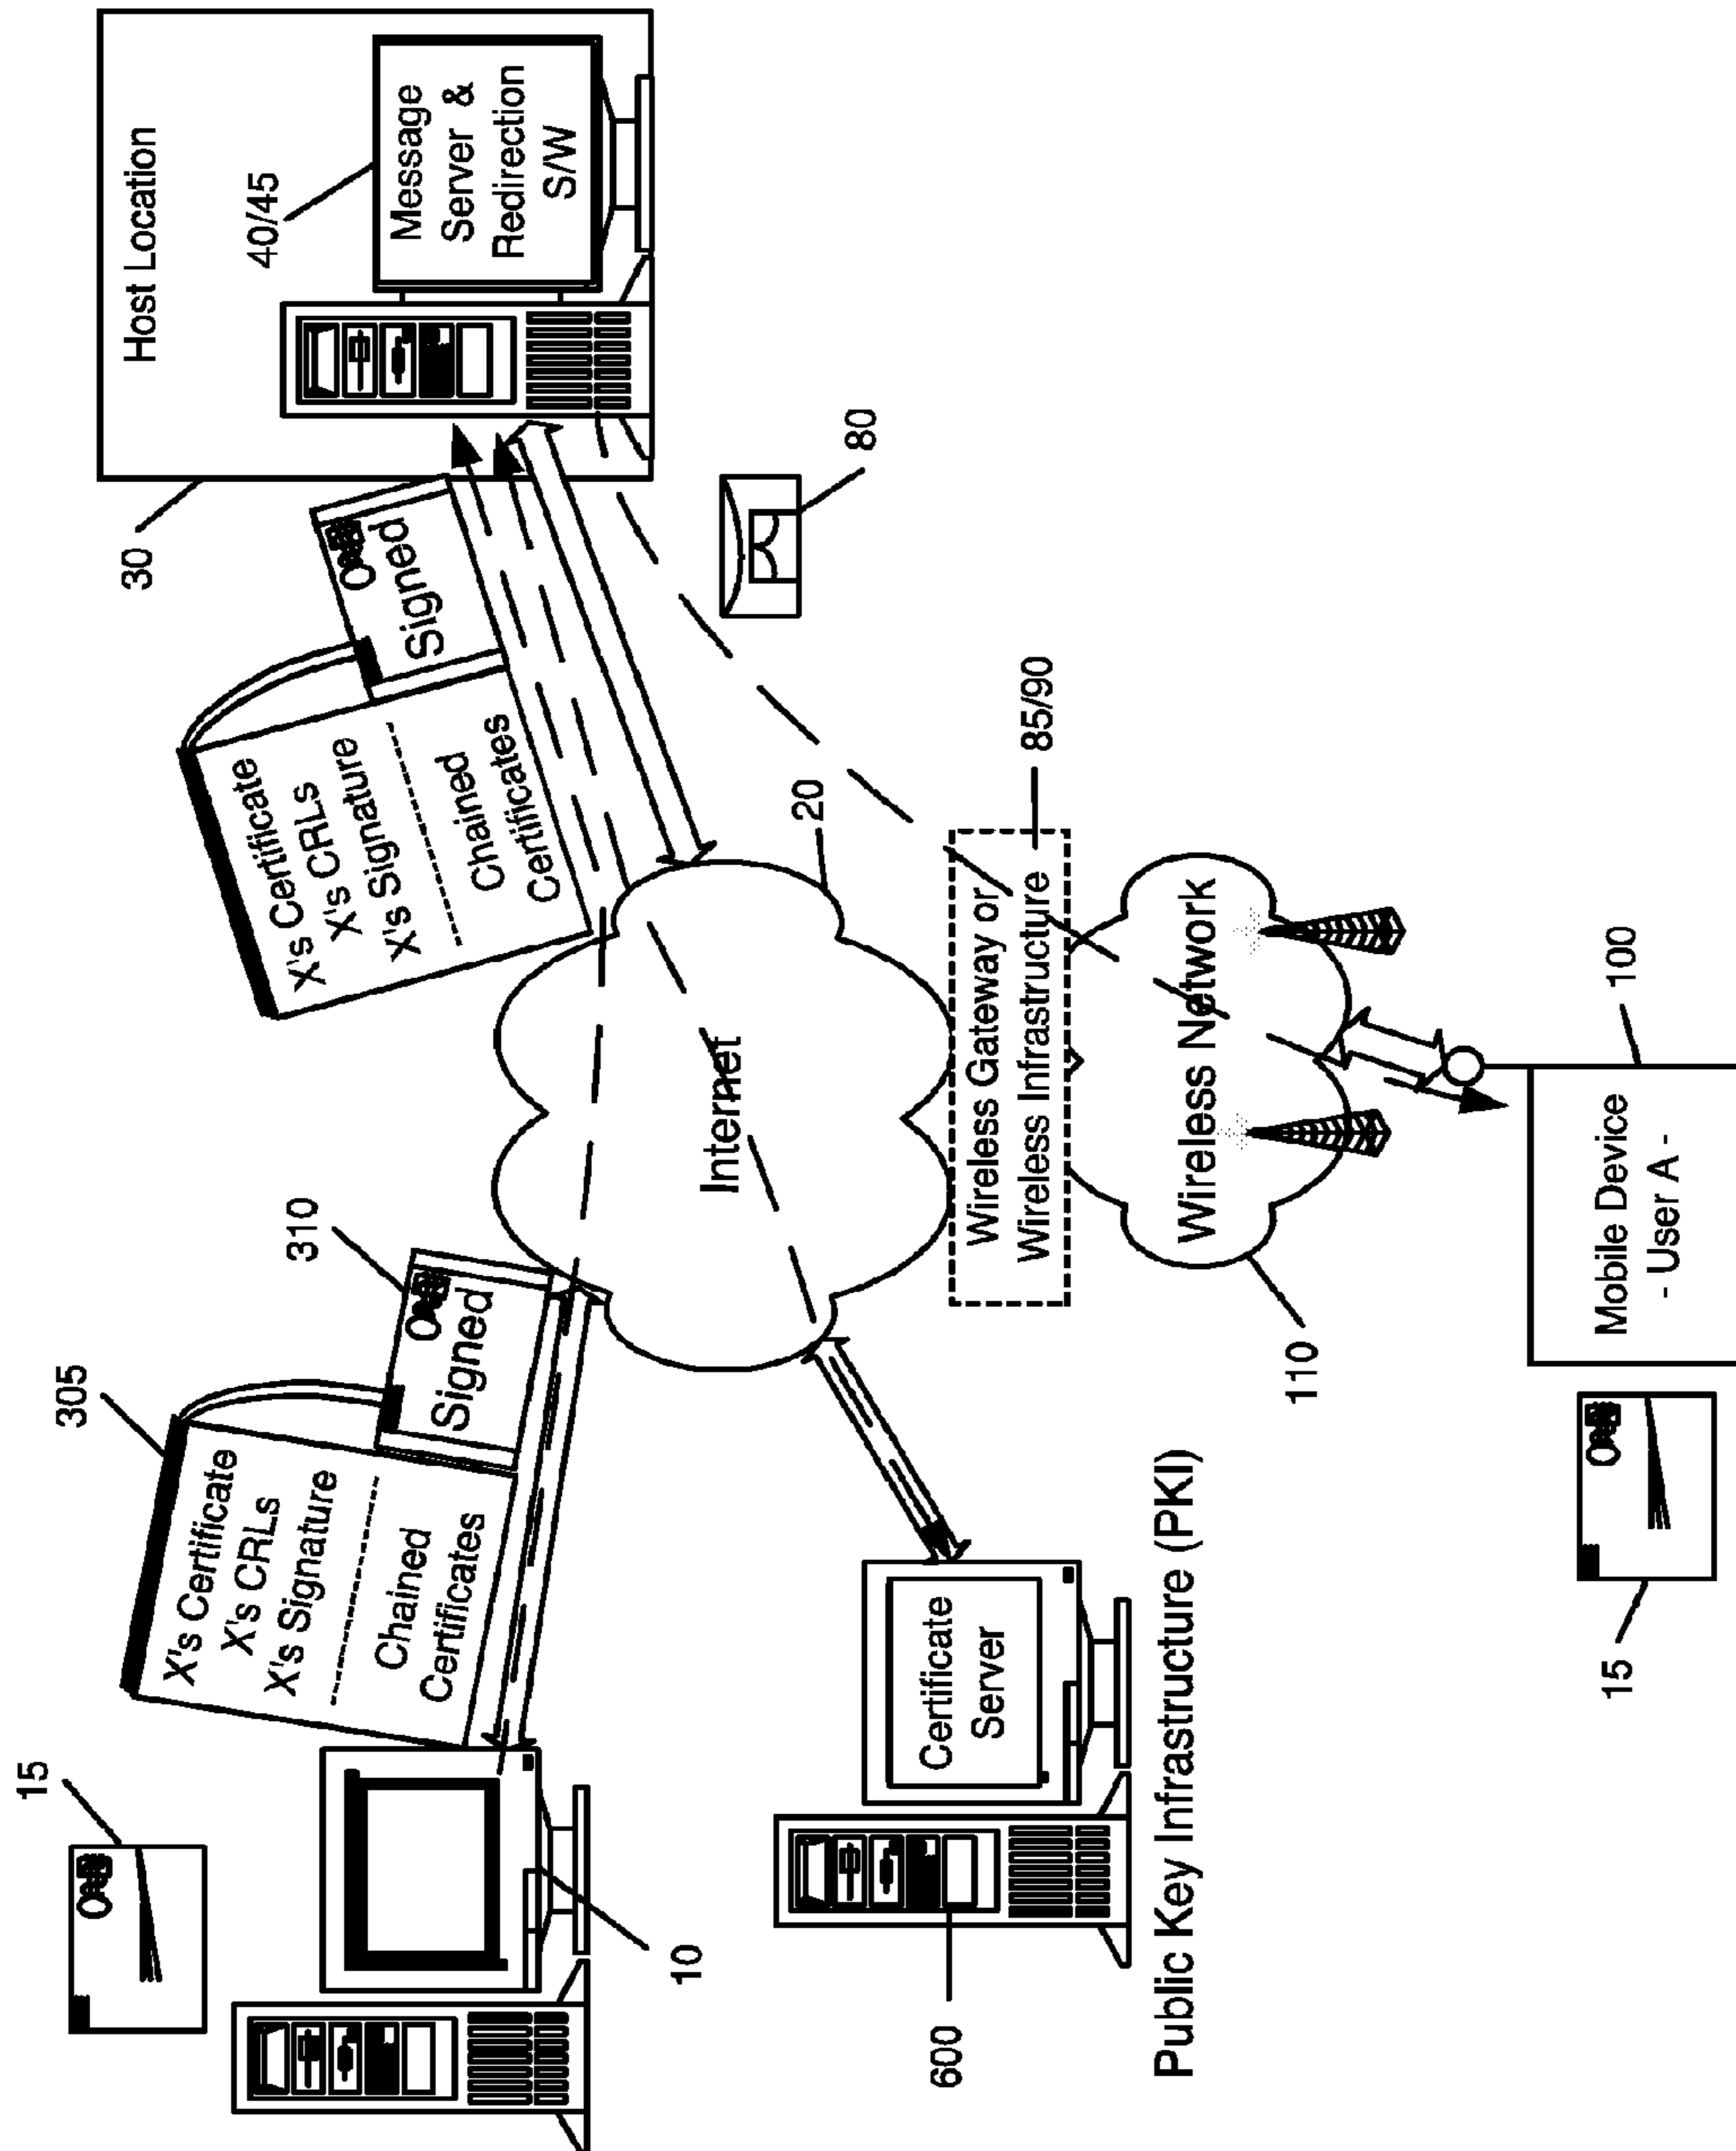 15
305
X's Certificate
X's CRLs
X's Signature
Chained
Certificates
310
Signed
X's Certificate
X's CRLs
X's Signature
Chained
Certificates
Signed
30
Host Location
40/45
Message
Server &
Redirection
S/W
10
Internet
20
80
600
Certificate
Server
Public Key Infrastructure (PKI)
Wireless Gateway or
Wireless Infrastructure
85/90
Wireless Network
110
15
Mobile Device
- User A -
100